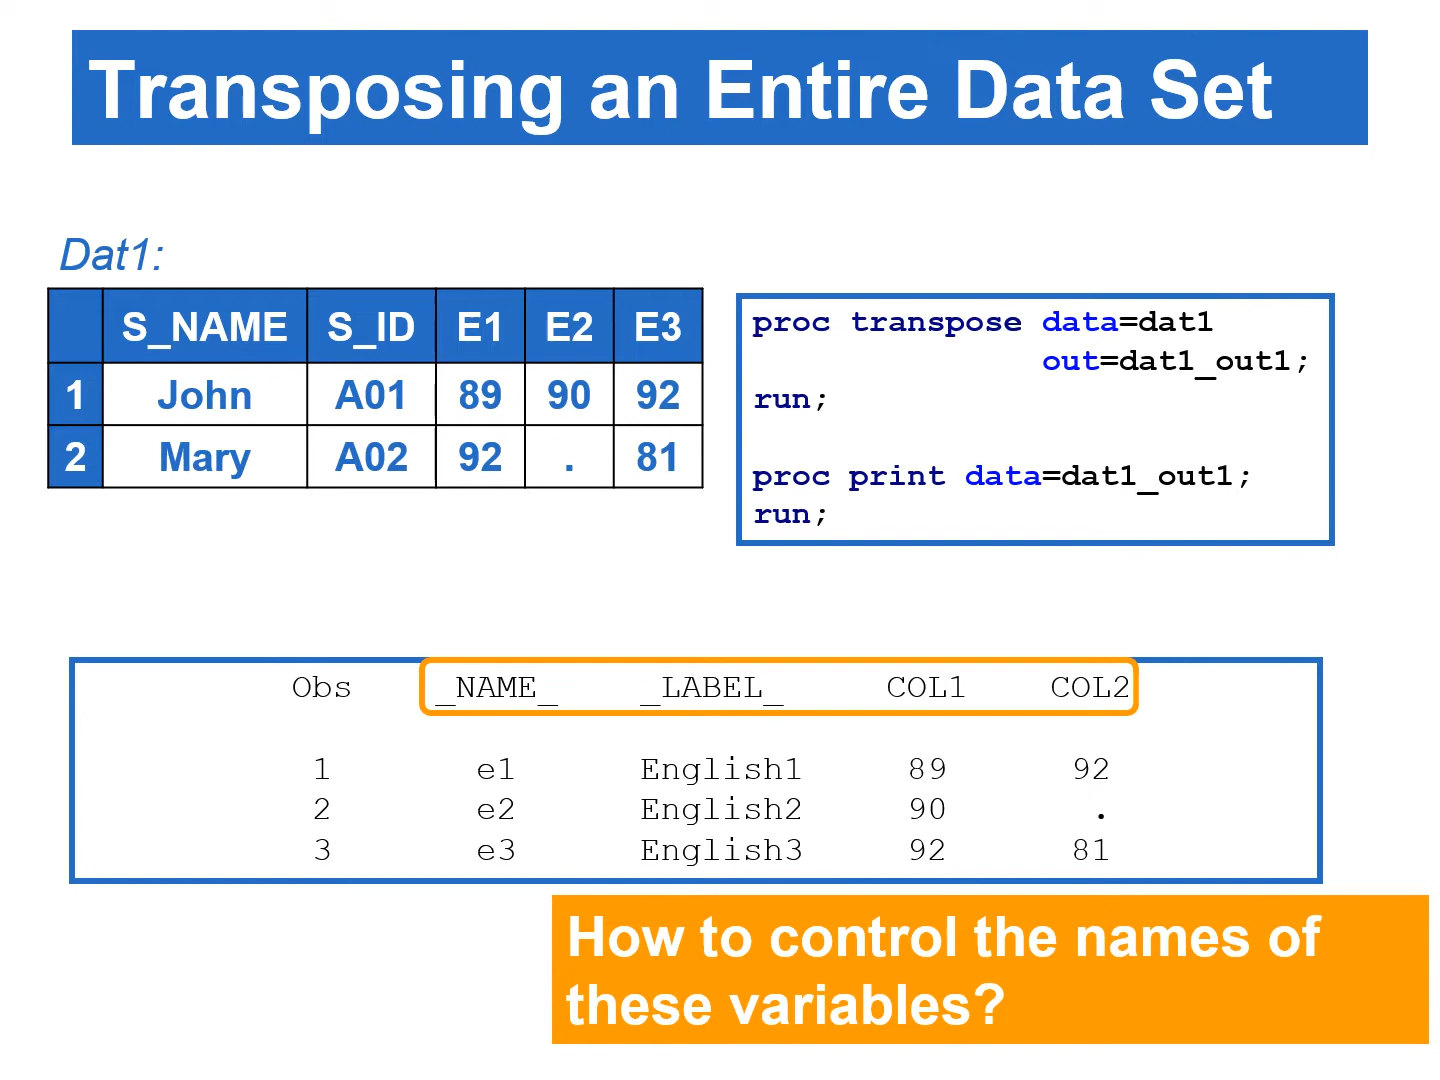 Transposing an Entire Data Set
Dat1:
S_NAME S_ID E1 E2 E3
1 John A01 89 90 92
2 Mary A02 92 . 81
proc transpose data=dat1
out=dat1_out1;
run;
proc print data=dat1_out1;
run;
Obs _NAME_ _LABEL_ COL1 COL2
1 e1 English1 89 92
2 e2 English2 90 .
3 e3 English3 92 81
How to control the names of
these variables?